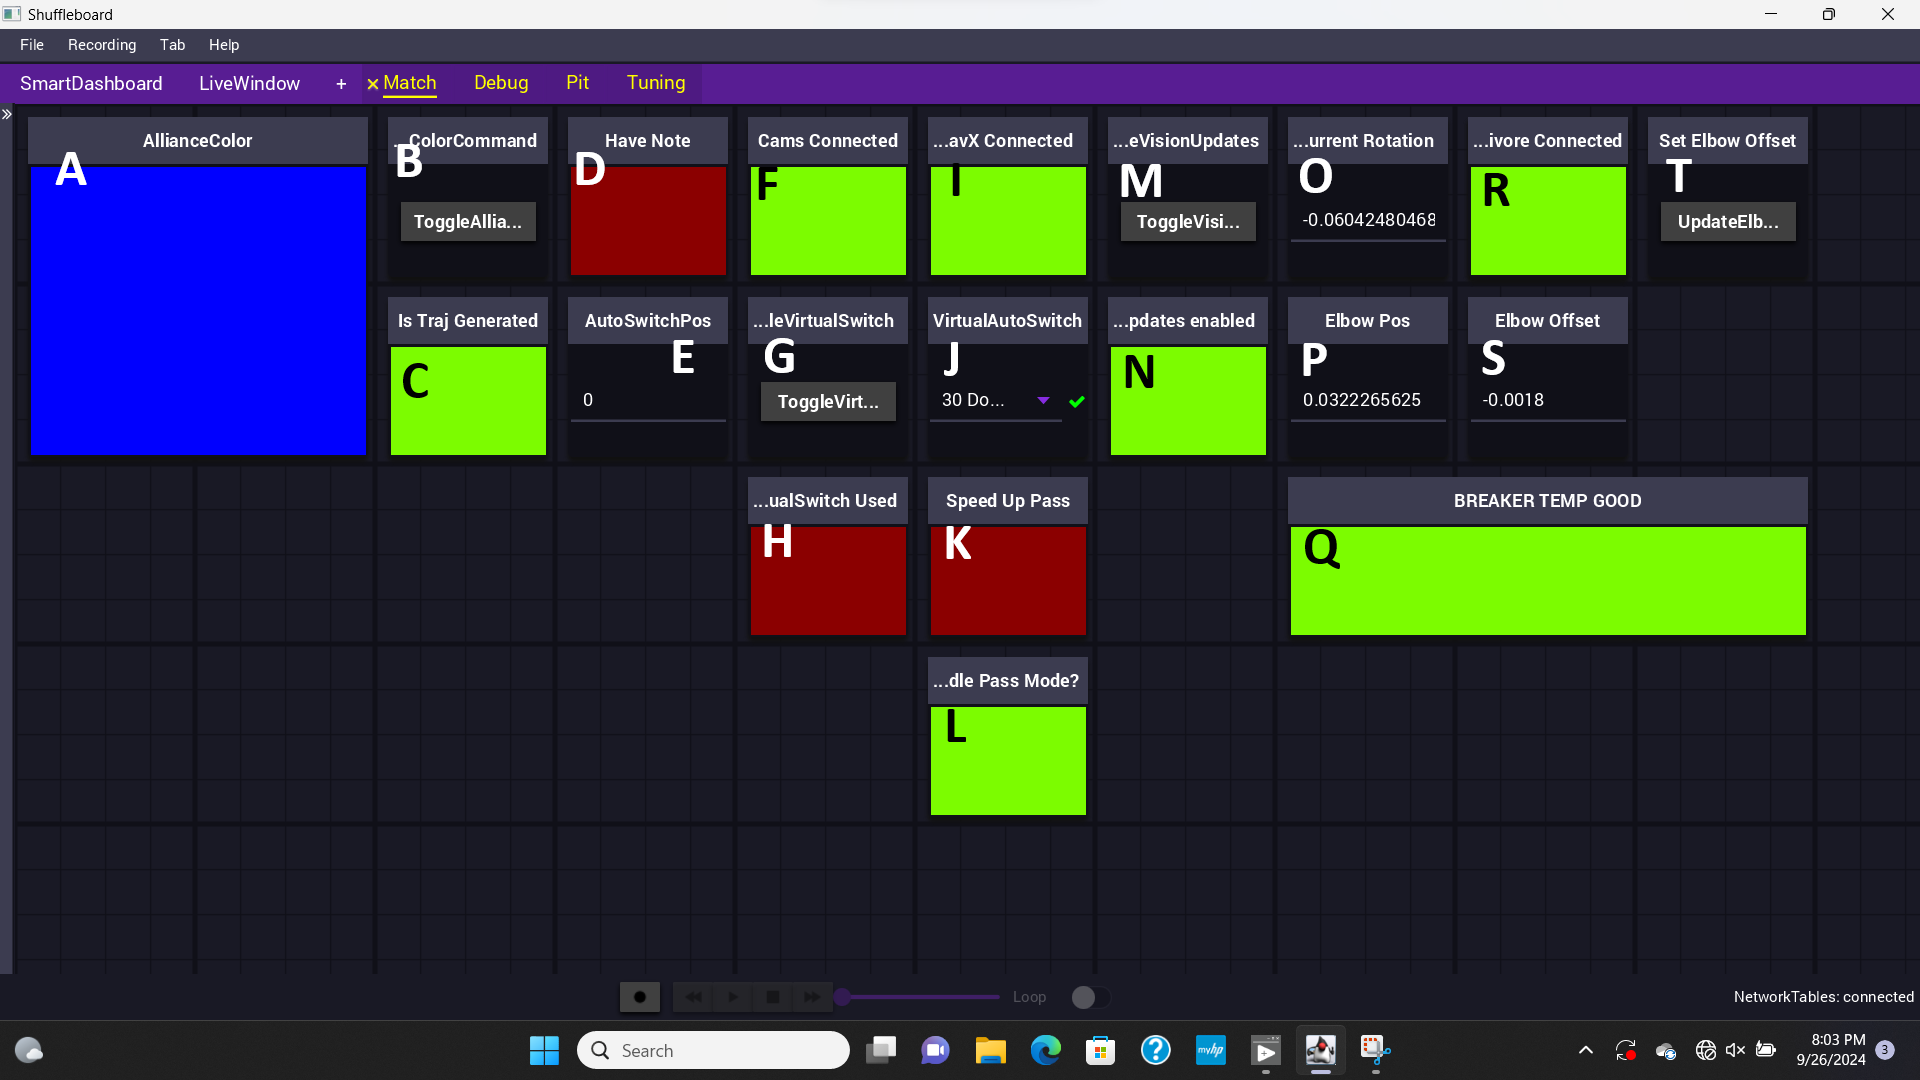 Shuffleboard
File Recording Tab Help
SmartDashboard LiveWindow + Match Debug Pit Tuning
AllianceColor ...ColorCommand Have Note Cams Connected ...avX Connected ...eVisionUpdates ...urrent Rotation ...ivore Connected Set Elbow Offset
A B D F I M O R T
ToggleAllia... ToggleVisi... -0.06042480468 UpdateElb...
Is Traj Generated AutoSwitchPos ...leVirtualSwitch VirtualAutoSwitch ...pdates enabled Elbow Pos Elbow Offset
C E G J N P S
0 ToggleVirt... 30 Do... 0.0322265625 -0.0018
...ualSwitch Used Speed Up Pass BREAKER TEMP GOOD
H K Q
...dle Pass Mode?
L
Loop NetworkTables: connected
Search myhp 8:03 PM
9/26/2024 3